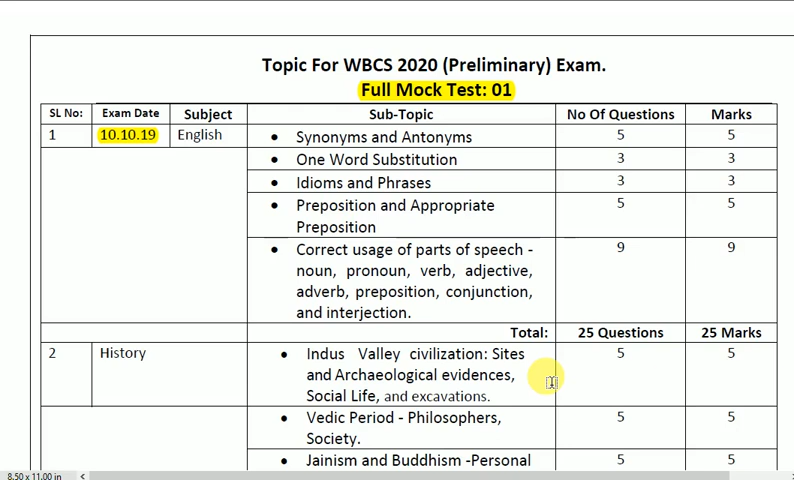 Topic For WBCS 2020 (Preliminary) Exam.
Full Mock Test: 01
SL No: Exam Date Subject Sub-Topic No Of Questions Marks
1 10.10.19 English • Synonyms and Antonyms 5 5
• One Word Substitution 3 3
• Idioms and Phrases 3 3
• Preposition and Appropriate 5 5
Preposition
• Correct usage of parts of speech - 9 9
noun, pronoun, verb, adjective,
adverb, preposition, conjunction,
and interjection.
Total: 25 Questions 25 Marks
2 History • Indus Valley civilization: Sites 5 5
and Archaeological evidences,
Social Life, and excavations.
• Vedic Period - Philosophers, 5 5
Society.
• Jainism and Buddhism -Personal 5 5
8.50 x 11.00 in